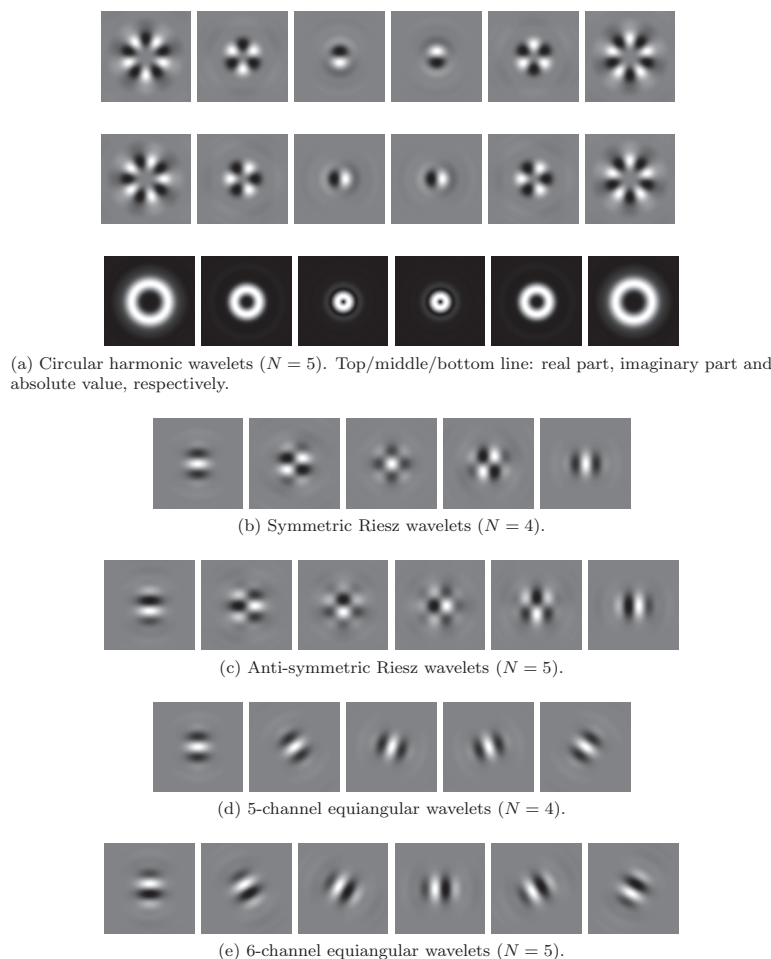 (a) Circular harmonic wavelets (N = 5). Top/middle/bottom line: real part, imaginary part and
absolute value, respectively.
(b) Symmetric Riesz wavelets (N = 4).
(c) Anti-symmetric Riesz wavelets (N = 5).
(d) 5-channel equiangular wavelets (N = 4).
(e) 6-channel equiangular wavelets (N = 5).